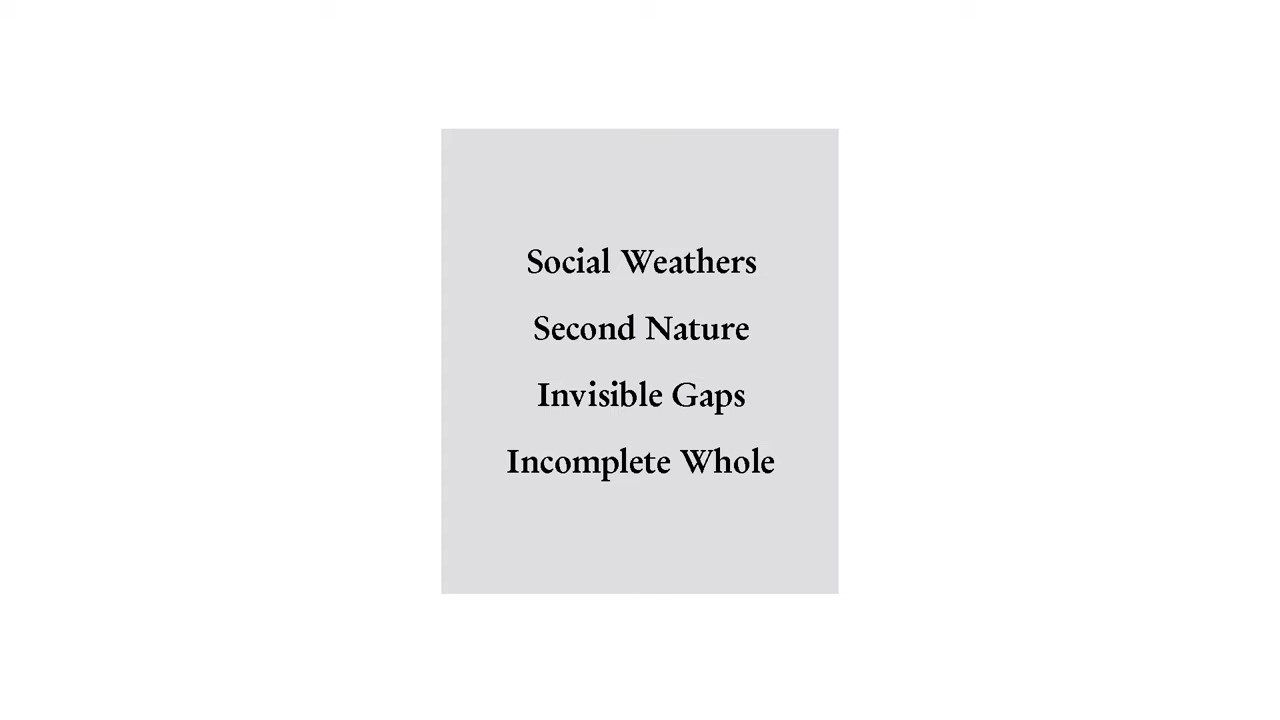 Social Weathers
Second Nature
Invisible Gaps
Incomplete Whole